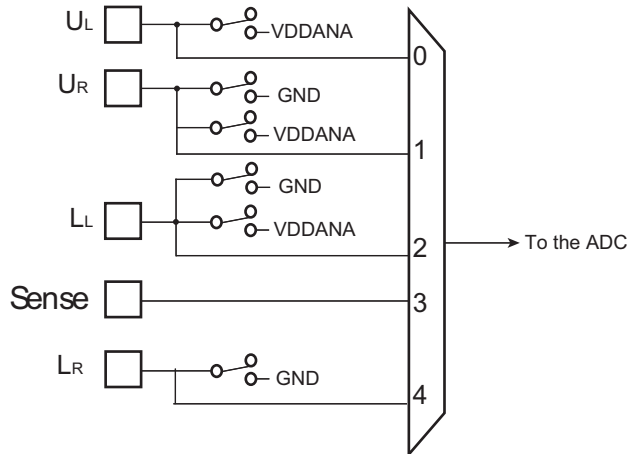 UL
VDDANA
0
UR
GND
VDDANA
1
GND
LL
VDDANA
2
To the ADC
Sense
3
LR
GND
4